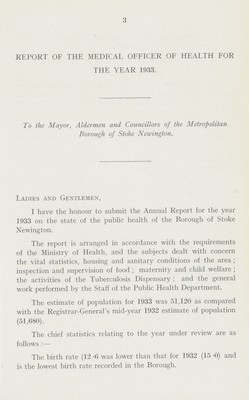 3
REPORT OF THE MEDICAL OFFICER OF HEALTH FOR
THE YEAR 1933.
To the Mayor, Alderman and Councillors of the Metropolitan
Borough of Stoke Newington.
LADIES AND GENTLEMEN,
I have the honour to submit the Annual Report for the year
1933 on the state of the public health of the Borough of Stoke
Newington.
The report is arranged in accordance with the requirements
of the Ministry of Health, and the subjects dealt with concern
the vital statistics, housing and sanitary conditions of the area ;
inspection and supervision of food ; maternity and child welfare ;
the activities of the Tuberculosis Dispensary ; and the general
work performed by the Staff of the Public Health Department.
The estimate of population for 1933 was 51,120 as compared
with the Registrar-General's mid-year 1932 estimate of population
(51,680).
The chief statistics relating to the year under review are as
follows :—
The birth rate (12 ·6 was lower than that for 1932 (15 ·0) and
is the lowest birth rate recorded in the Borough.